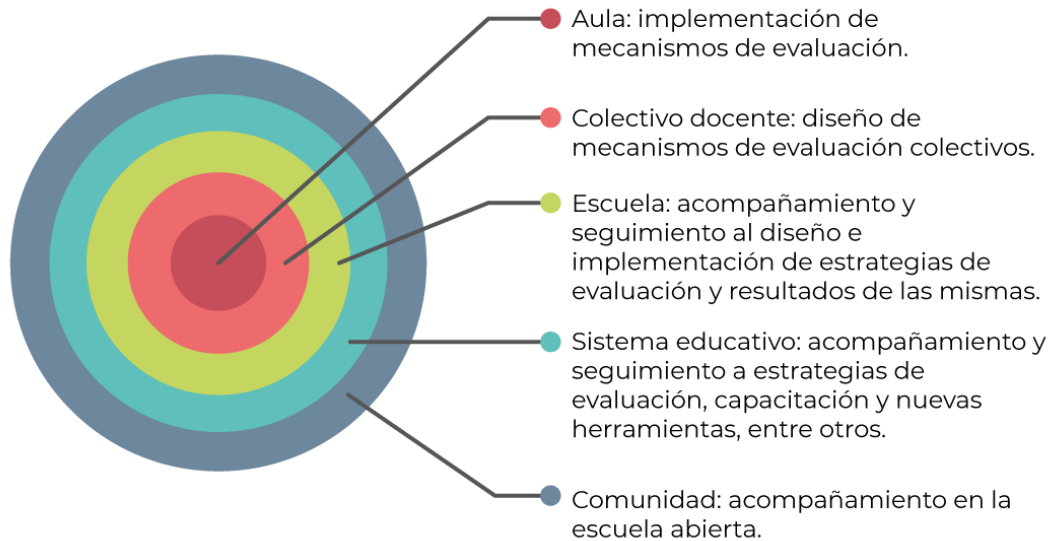 Aula: implementación de
mecanismos de evaluación.
Colectivo docente: diseño de
mecanismos de evaluación colectivos.
Escuela: acompañamiento y
seguimiento al diseño e
implementación de estrategias de
evaluación y resultados de las mismas.
Sistema educativo: acompañamiento y
seguimiento a estrategias de
evaluación, capacitación y nuevas
herramientas, entre otros.
Comunidad: acompañamiento en la
escuela abierta.